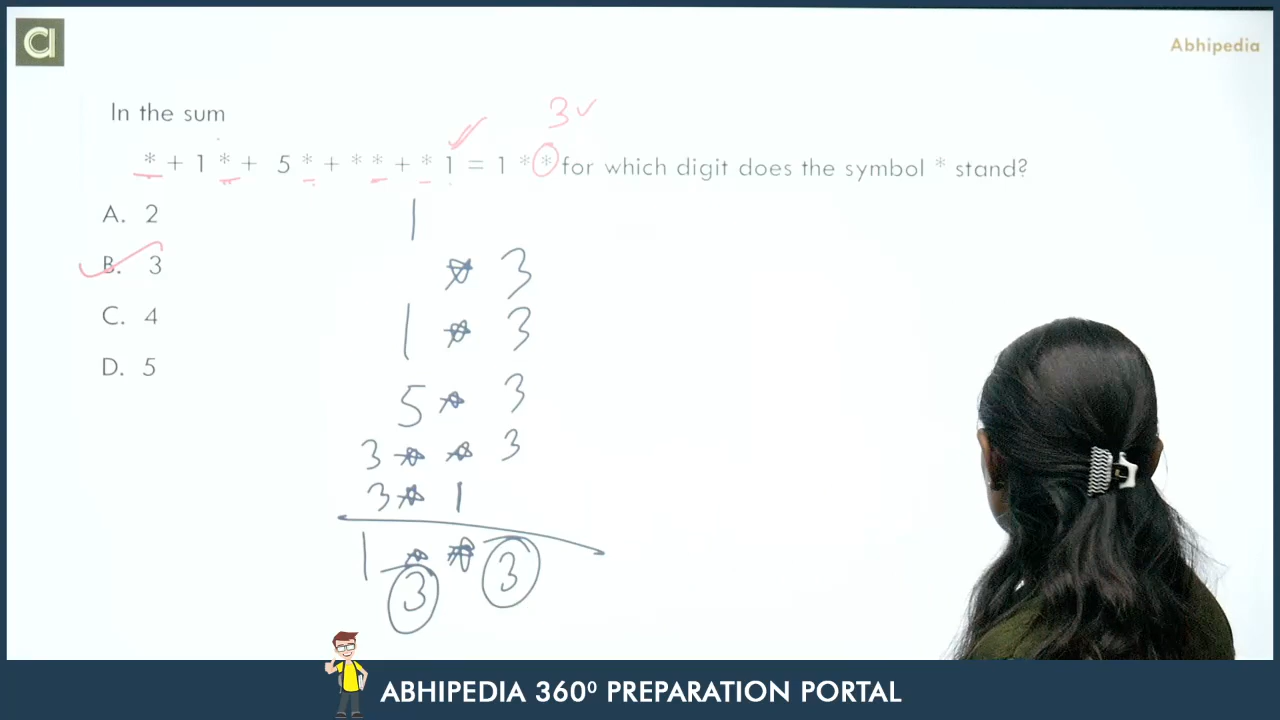 Abhipedia
In the sum
3 ✓
* + 1 * + 5 * + * * + * 1 = 1 * * for which digit does the symbol * stand?
A. 2
B. 3
C. 4
D. 5
1
* 3
1 * 3
5 * 3
3 * * 3
3 * 1
1 * *
3 3
ABHIPEDIA 360⁰ PREPARATION PORTAL